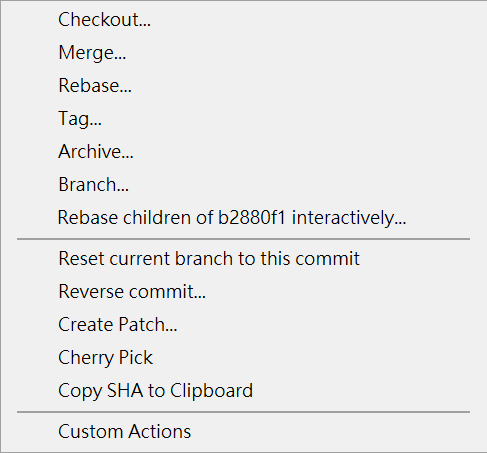 Checkout...
Merge...
Rebase...
Tag...
Archive...
Branch...
Rebase children of b2880f1 interactively...
Reset current branch to this commit
Reverse commit...
Create Patch...
Cherry Pick
Copy SHA to Clipboard
Custom Actions